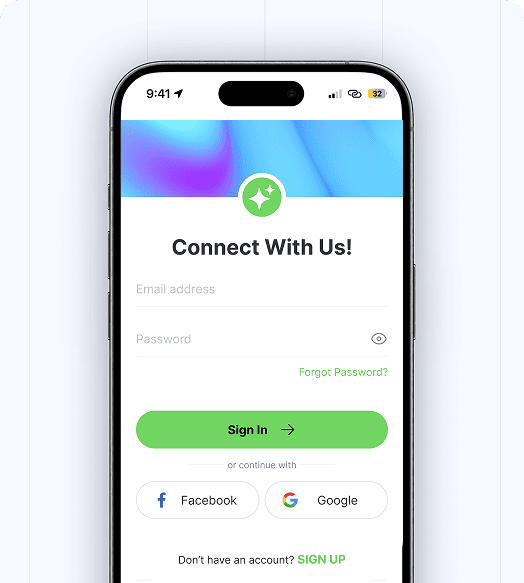 9:41
32
Connect With Us!
Email address
Password
Forgot Password?
Sign In
or continue with
Facebook Google
Don't have an account? SIGN UP